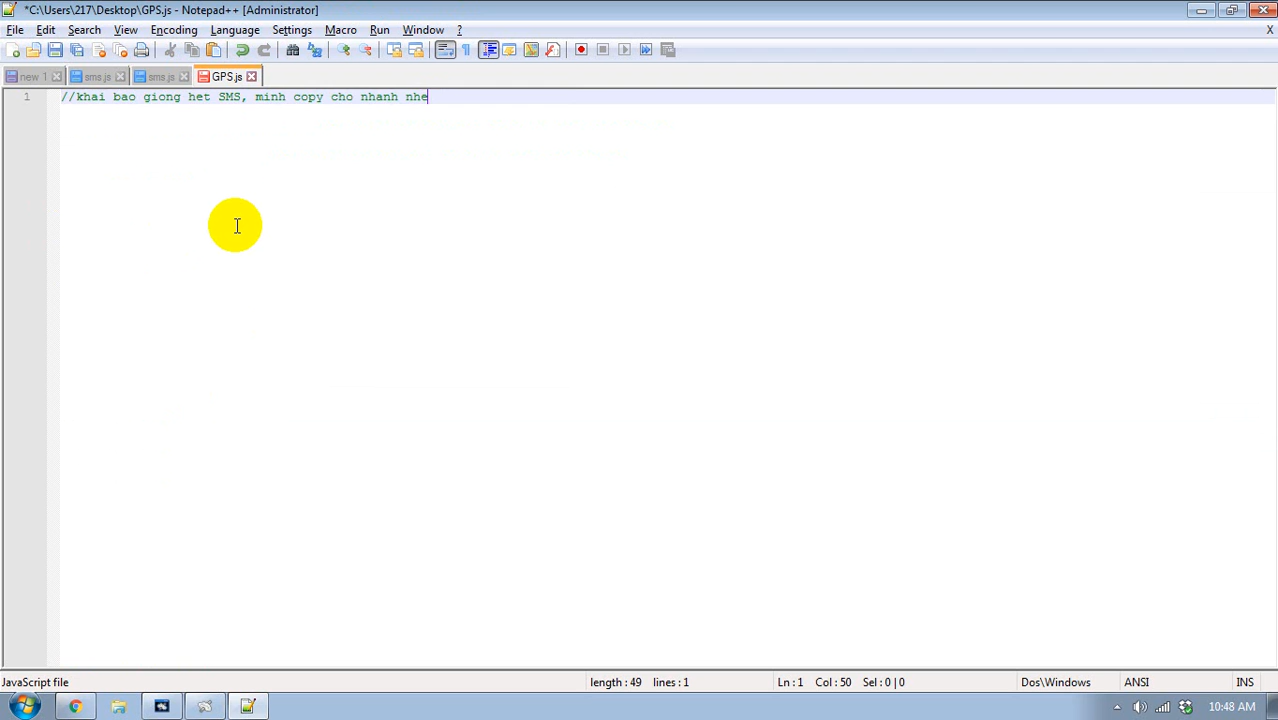 *C:\Users\217\Desktop\GPS.js - Notepad++ [Administrator]
File Edit Search View Encoding Language Settings Macro Run Window ? X
new 1 sms.js sms.js GPS.js
1 //khai bao giong het SMS, minh copy cho nhanh nhe
JavaScript file length : 49 lines : 1 Ln : 1 Col : 50 Sel : 0 | 0 Dos\Windows ANSI INS
10:48 AM